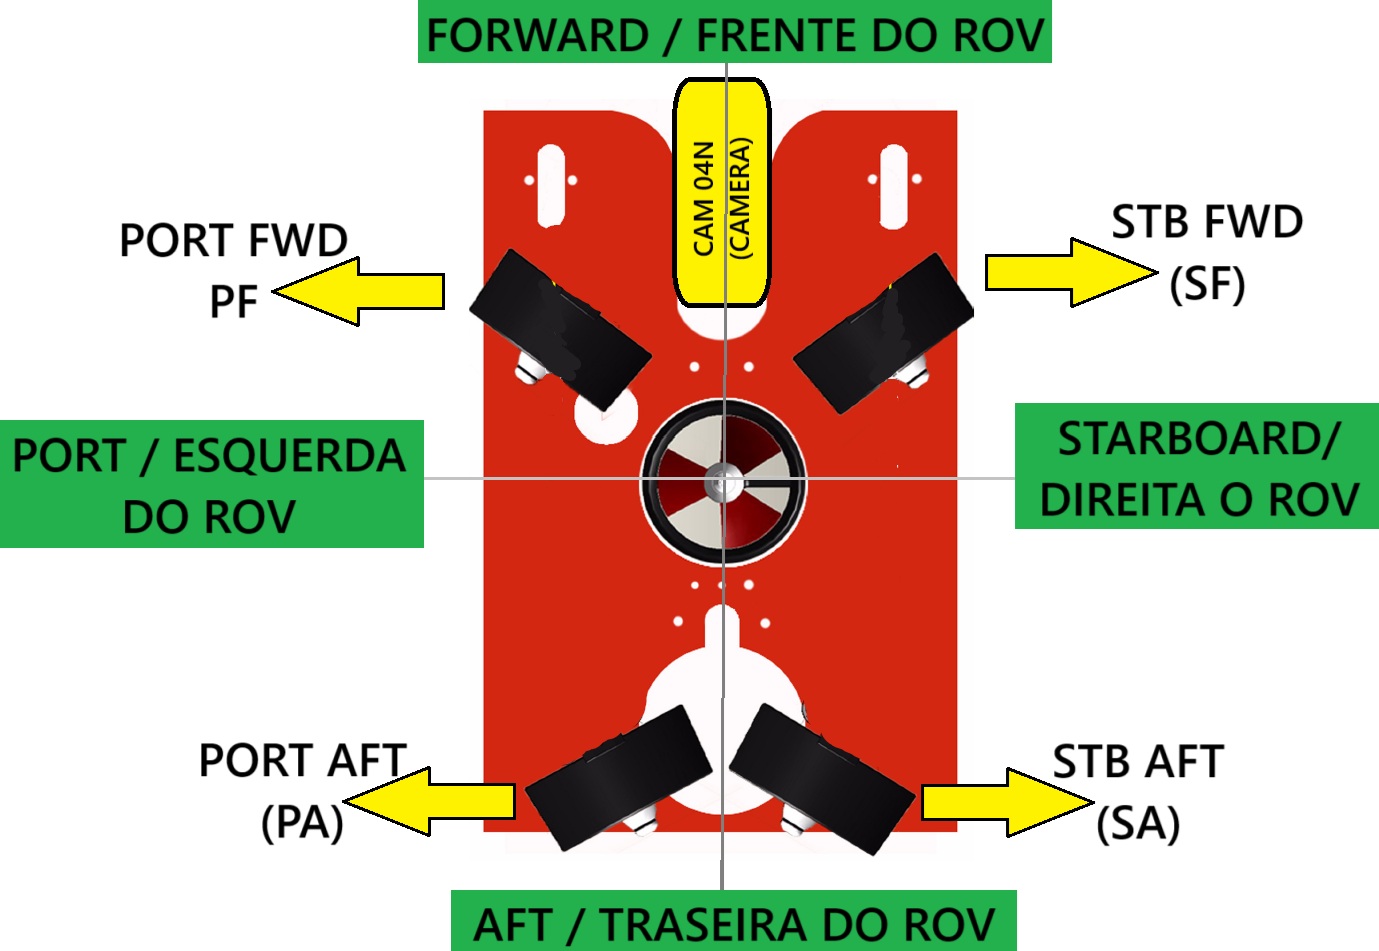 FORWARD / FRENTE DO ROV
CAM 04N
(CAMERA)
PORT FWD
PF
STB FWD
(SF)
PORT / ESQUERDA
DO ROV
STARBOARD/
DIREITA O ROV
PORT AFT
(PA)
STB AFT
(SA)
AFT / TRASEIRA DO ROV